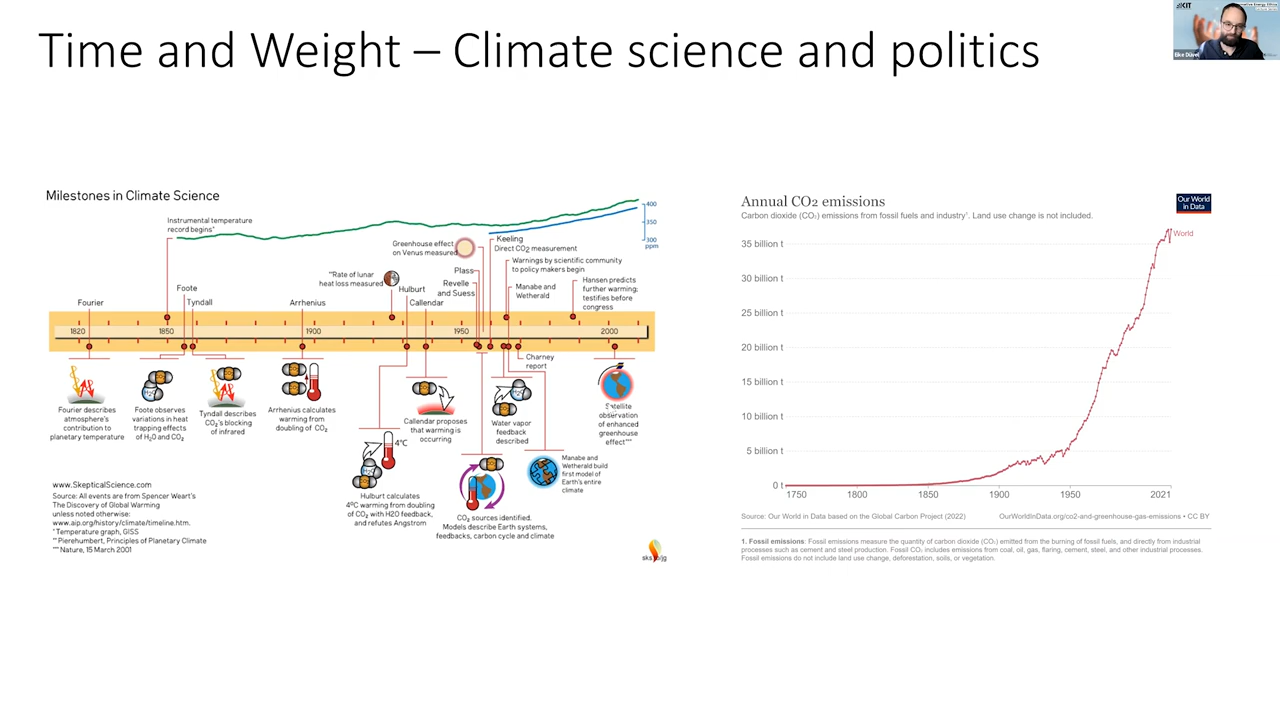 Time and Weight – Climate science and politics
KIT
Eike Düvel
Milestones in Climate Science
Instrumental temperature
record begins*
400
350
300
ppm
Greenhouse effect
on Venus measured
Keeling
Direct CO2 measurement
Warnings by scientific community
to policy makers begin
**Rate of lunar
heat loss measured
Plass
Revelle
and Suess
Manabe and
Wetherald
Hansen predicts
further warming;
testifies before
congress
Fourier
Foote
Tyndall
Arrhenius
Hulburt
Callendar
1820
1850
1900
1950
2000
Charney
report
Fourier describes
atmosphere's
contribution to
planetary temperature
Foote observes
variations in heat
trapping effects
of H2O and CO2
Tyndall describes
CO2's blocking
of infrared
Arrhenius calculates
warming from
doubling of CO2
4°C
Hulburt calculates
4°C warming from doubling
of CO2 with H2O feedback,
and refutes Angstrom
Callendar proposes
that warming is
occurring
CO2 sources identified.
Models describe Earth systems,
feedbacks, carbon cycle and climate
Water vapor
feedback
described
Manabe and
Wetherald build
first model of
Earth's entire
climate
Satellite
observation
of enhanced
greenhouse
effect***
www.SkepticalScience.com
Source: All events are from Spencer Weart's
The Discovery of Global Warming
unless noted otherwise:
www.aip.org/history/climate/timeline.htm.
* Temperature graph, GISS
** Pierehumbert, Principles of Planetary Climate
*** Nature, 15 March 2001
Annual CO2 emissions
Carbon dioxide (CO2) emissions from fossil fuels and industry1. Land use change is not included.
Our World
in Data
World
35 billion t
30 billion t
25 billion t
20 billion t
15 billion t
10 billion t
5 billion t
0 t
1750
1800
1850
1900
1950
2021
Source: Our World in Data based on the Global Carbon Project (2022)
OurWorldInData.org/co2-and-greenhouse-gas-emissions • CC BY
1. Fossil emissions: Fossil emissions measure the quantity of carbon dioxide (CO2) emitted from the burning of fossil fuels, and directly from industrial
processes such as cement and steel production. Fossil CO2 includes emissions from coal, oil, gas, flaring, cement, steel, and other industrial processes.
Fossil emissions do not include land use change, deforestation, soils, or vegetation.